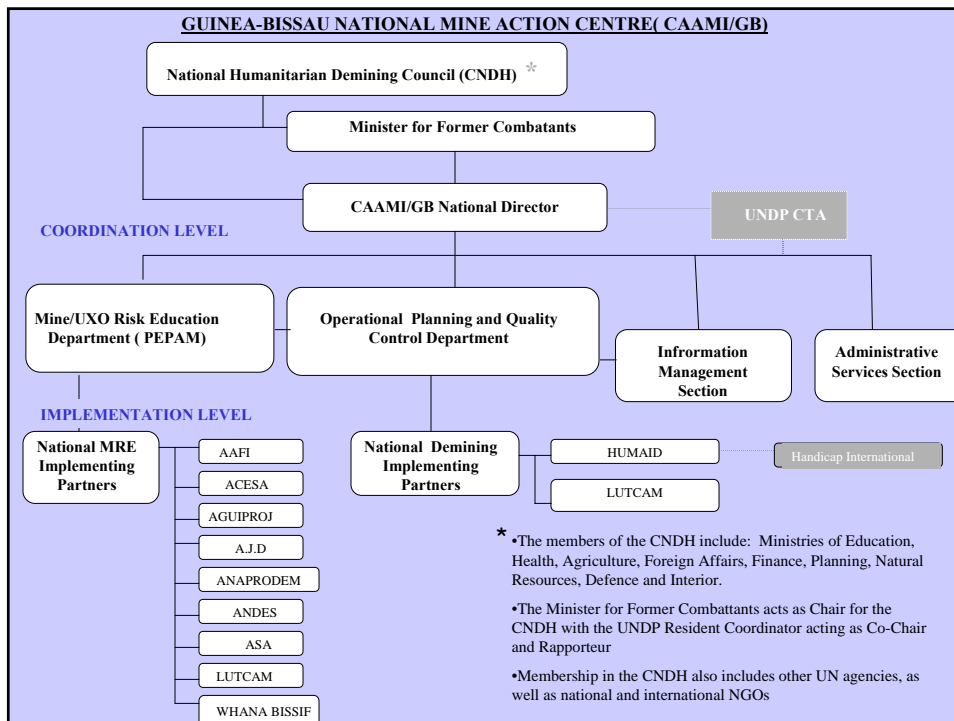 GUINEA-BISSAU NATIONAL MINE ACTION CENTRE( CAAMI/GB)
National Humanitarian Demining Council (CNDH) *
Minister for Former Combatants
CAAMI/GB National Director
UNDP CTA
COORDINATION LEVEL
Mine/UXO Risk Education
Department ( PEPAM)
Operational Planning and Quality
Control Department
Infrormation
Management
Section
Administrative
Services Section
IMPLEMENTATION LEVEL
National MRE
Implementing
Partners
AAFI
ACESA
AGUIPROJ
A.J.D
ANAPRODEM
ANDES
ASA
LUTCAM
WHANA BISSIF
National Demining
Implementing
Partners
HUMAID
LUTCAM
Handicap International
* •The members of the CNDH include: Ministries of Education,
Health, Agriculture, Foreign Affairs, Finance, Planning, Natural
Resources, Defence and Interior.
•The Minister for Former Combattants acts as Chair for the
CNDH with the UNDP Resident Coordinator acting as Co-Chair
and Rapporteur
•Membership in the CNDH also includes other UN agencies, as
well as national and international NGOs